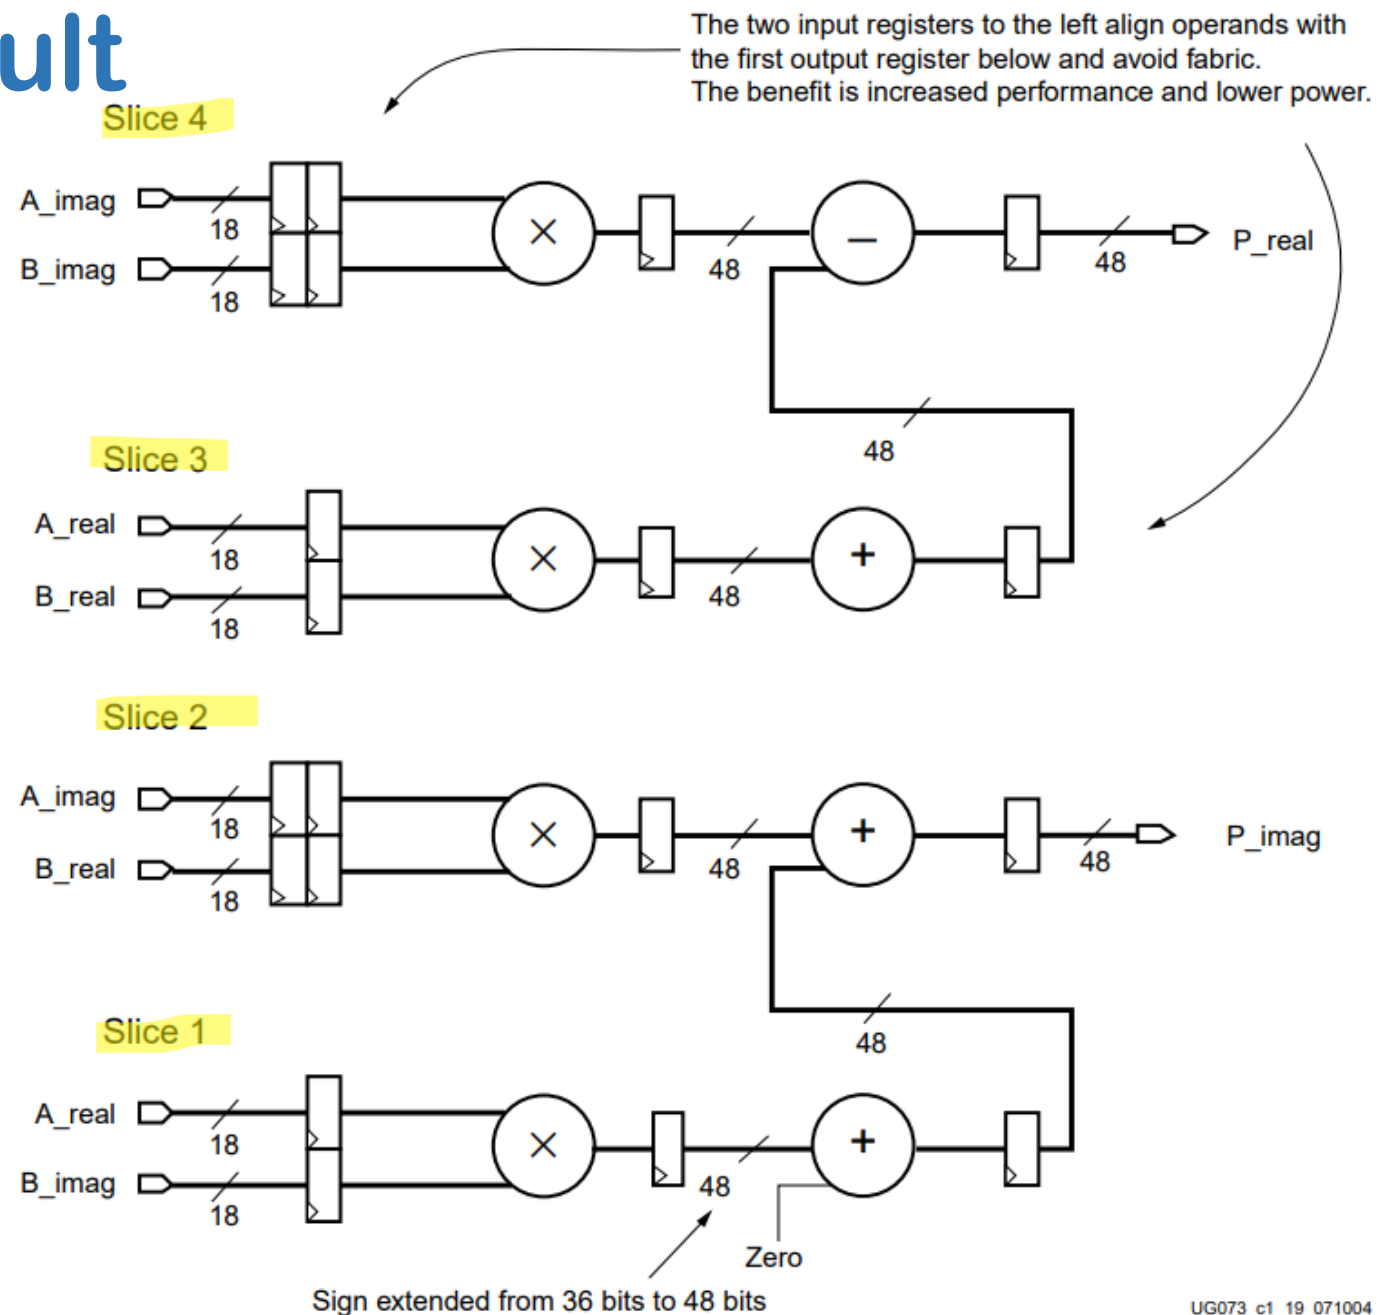 ult
The two input registers to the left align operands with
the first output register below and avoid fabric.
The benefit is increased performance and lower power.
Slice 4
A_imag
18
B_imag
18
×
48
−
48
P_real
48
Slice 3
A_real
18
B_real
18
×
48
+
Slice 2
A_imag
18
B_real
18
×
48
+
48
P_imag
48
Slice 1
A_real
18
B_imag
18
×
48
+
Zero
Sign extended from 36 bits to 48 bits
UG073_c1_19_071004